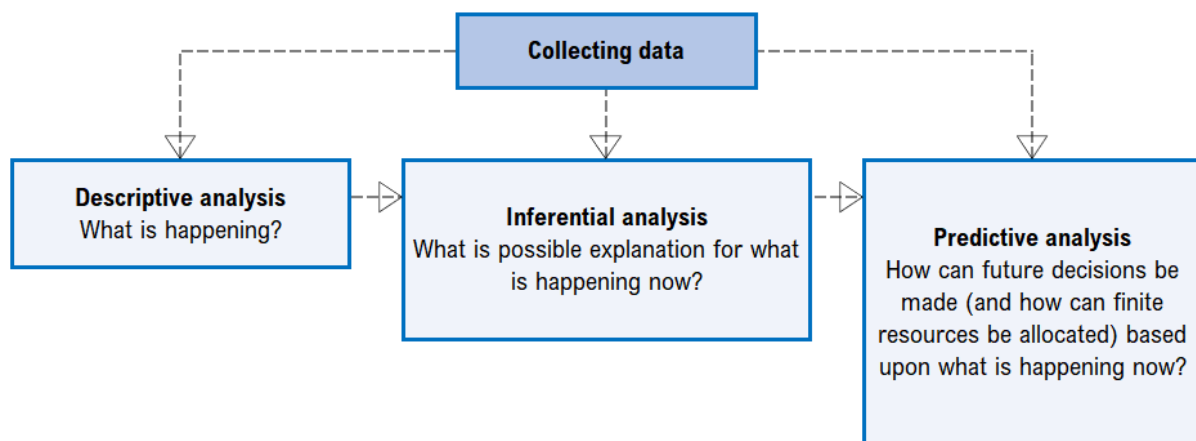 Collecting data
Descriptive analysis
What is happening?
Inferential analysis
What is possible explanation for what
is happening now?
Predictive analysis
How can future decisions be
made (and how can finite
resources be allocated) based
upon what is happening now?